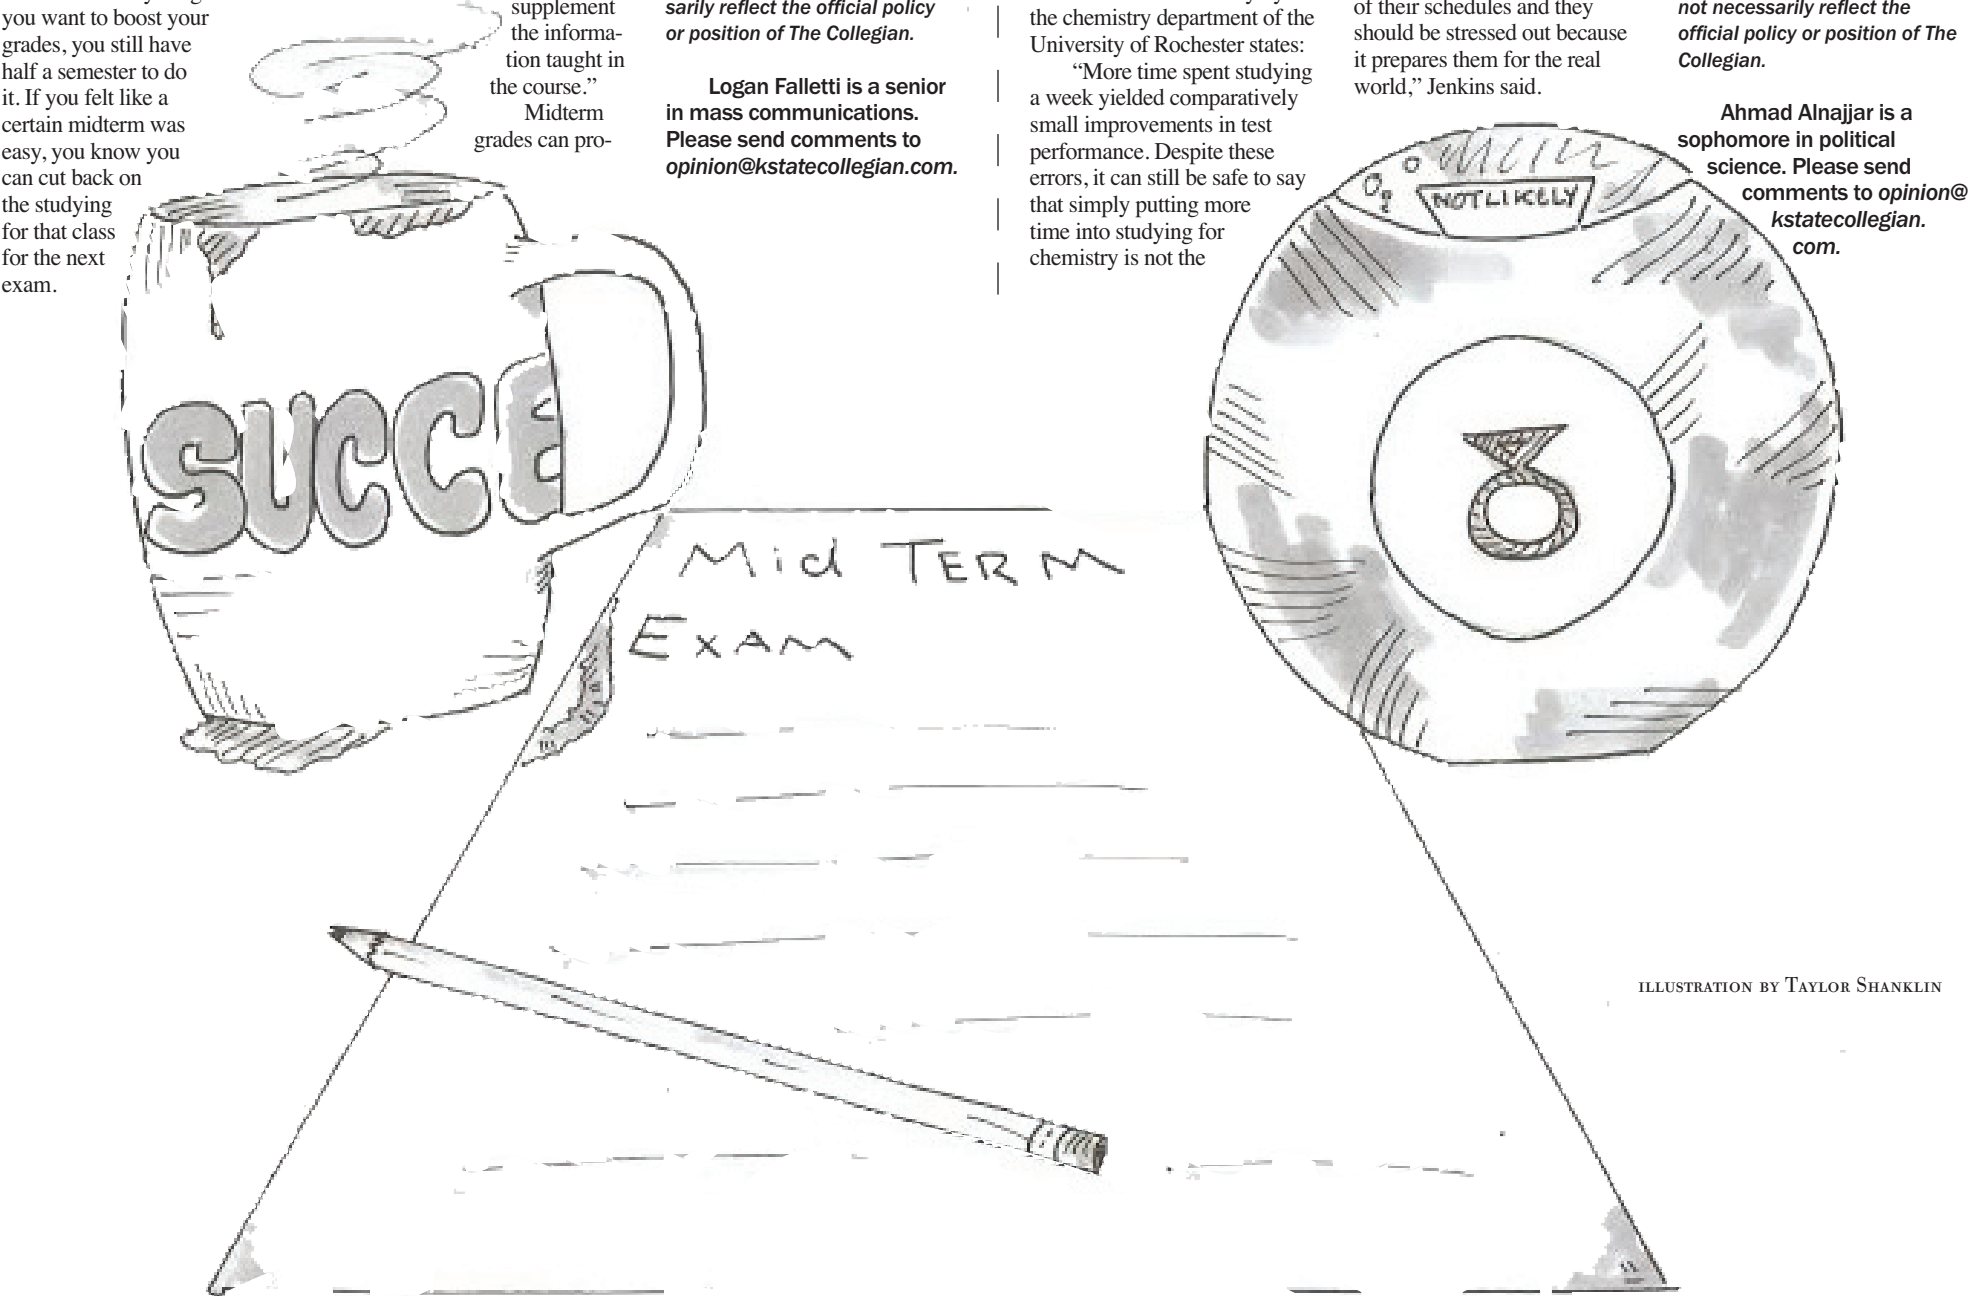 you want to boost your
grades, you still have
half a semester to do
it. If you felt like a
certain midterm was
easy, you know you
can cut back on
the studying
for that class
for the next
exam.
supplement
the informa-
tion taught in
the course.”
Midterm
grades can pro-
sarily reflect the official policy
or position of The Collegian.
Logan Falletti is a senior
in mass communications.
Please send comments to
opinion@kstatecollegian.com.
the chemistry department of the
University of Rochester states:
“More time spent studying
a week yielded comparatively
small improvements in test
performance. Despite these
errors, it can still be safe to say
that simply putting more
time into studying for
chemistry is not the
of their schedules and they
should be stressed out because
it prepares them for the real
world,” Jenkins said.
not necessarily reflect the
official policy or position of The
Collegian.
Ahmad Alnajjar is a
sophomore in political
science. Please send
comments to opinion@
kstatecollegian.
com.
SUCCE
NOT LIKELY
8
Mid TERM
EXAM
ILLUSTRATION BY TAYLOR SHANKLIN